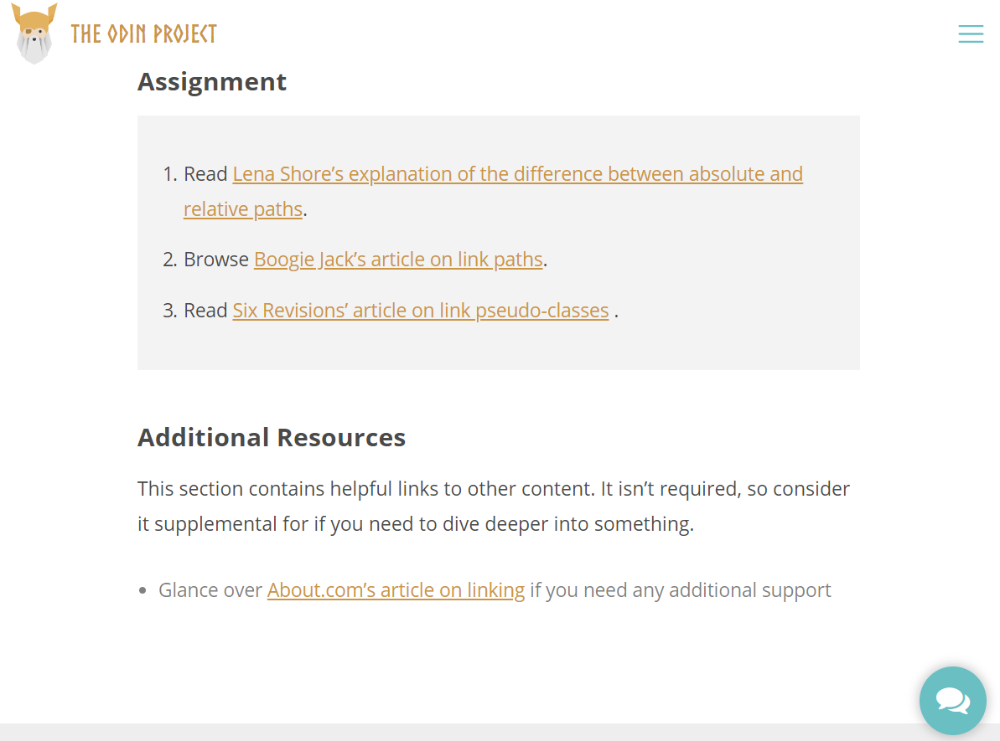 THE ODIN PROJECT
Assignment
1. Read Lena Shore’s explanation of the difference between absolute and
relative paths.
2. Browse Boogie Jack’s article on link paths.
3. Read Six Revisions’ article on link pseudo-classes .
Additional Resources
This section contains helpful links to other content. It isn’t required, so consider
it supplemental for if you need to dive deeper into something.
• Glance over About.com’s article on linking if you need any additional support